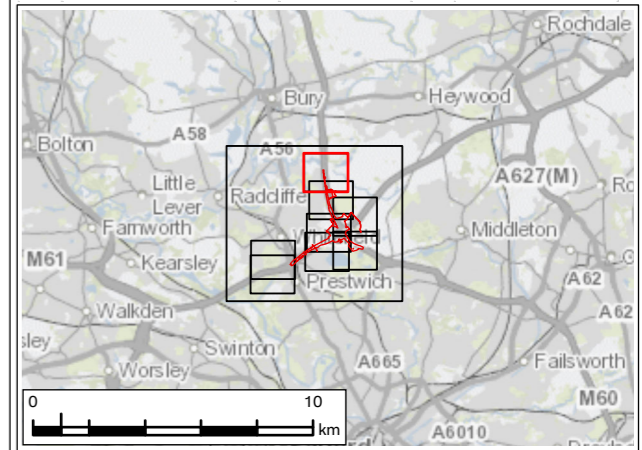 Rochdale
Bury
Heywood
Bolton
A58
A56
A627(M)
Little
Lever
Radcliffe
Ro
Farnworth
Middleton
M61
Kearsley
Prestwich
A62
Walkden
A62
sley
Swinton
A665
Failsworth
Worsley
M60
0
10
km
A6010